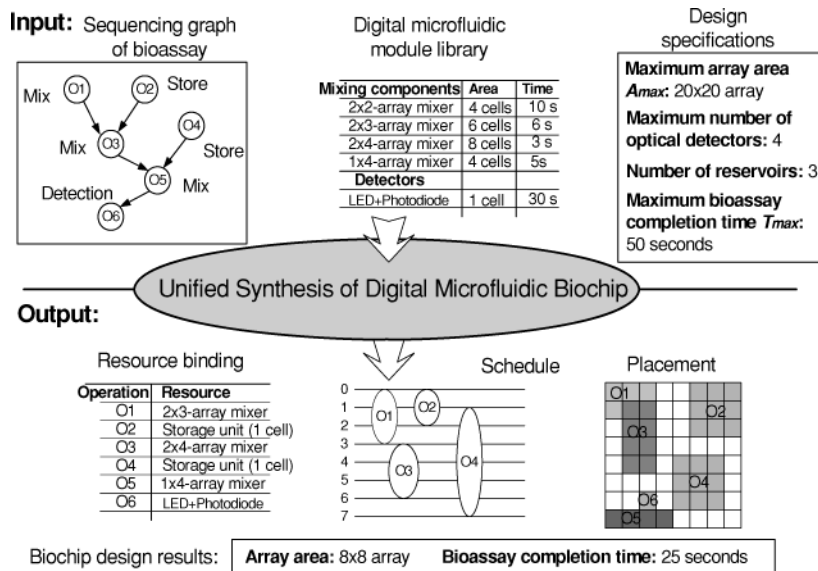 Input:
Sequencing graph
of bioassay
O1
O2
Mix
Store
O4
Mix
O3
Store
O5
Mix
Detection
O6
Digital microfluidic
module library
Mixing components Area Time
2x2-array mixer 4 cells 10 s
2x3-array mixer 6 cells 6 s
2x4-array mixer 8 cells 3 s
1x4-array mixer 4 cells 5s
Detectors
LED+Photodiode 1 cell 30 s
Design
specifications
Maximum array area
Amax: 20x20 array
Maximum number of
optical detectors: 4
Number of reservoirs: 3
Maximum bioassay
completion time Tmax:
50 seconds
Unified Synthesis of Digital Microfluidic Biochip
Output:
Resource binding
Operation Resource
O1 2x3-array mixer
O2 Storage unit (1 cell)
O3 2x4-array mixer
O4 Storage unit (1 cell)
O5 1x4-array mixer
O6 LED+Photodiode
Schedule
0
1
2
3
4
5
6
7
O1
O2
O3
O4
Placement
O1
O2
O3
O4
O6
O5
Biochip design results:
Array area: 8x8 array Bioassay completion time: 25 seconds